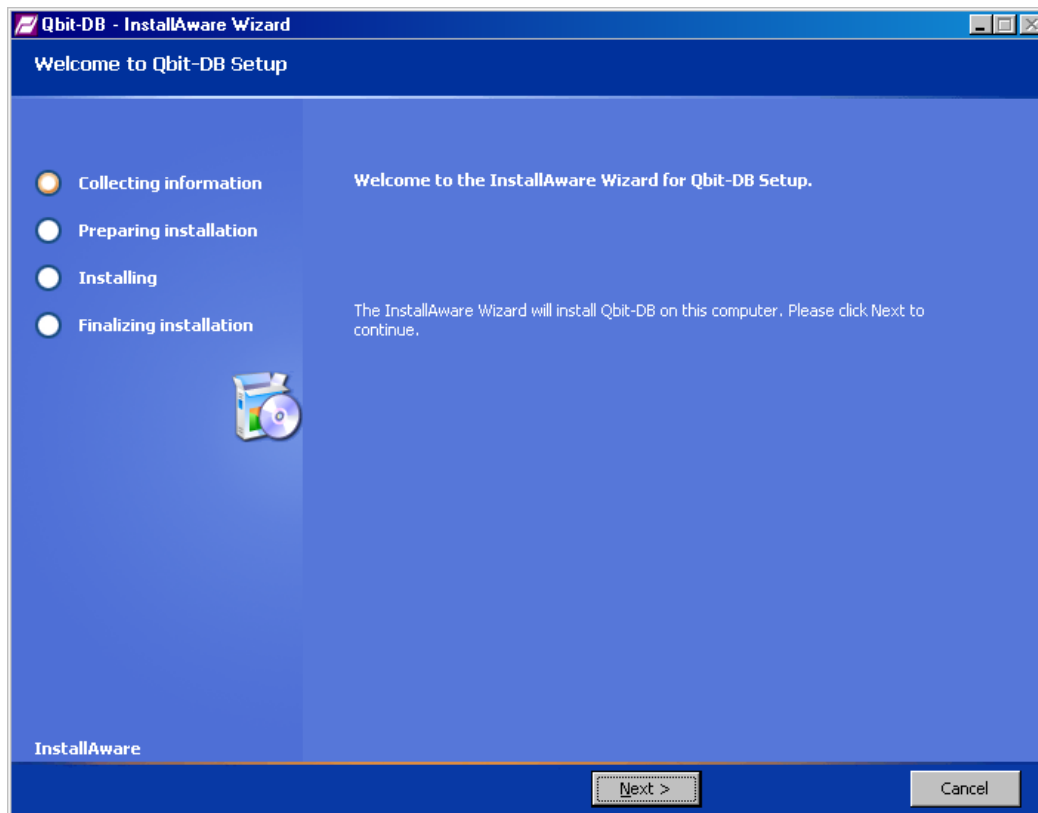 Qbit-DB - InstallAware Wizard
Welcome to Qbit-DB Setup
Collecting information
Preparing installation
Installing
Finalizing installation
Welcome to the InstallAware Wizard for Qbit-DB Setup.
The InstallAware Wizard will install Qbit-DB on this computer. Please click Next to
continue.
InstallAware
Next >
Cancel